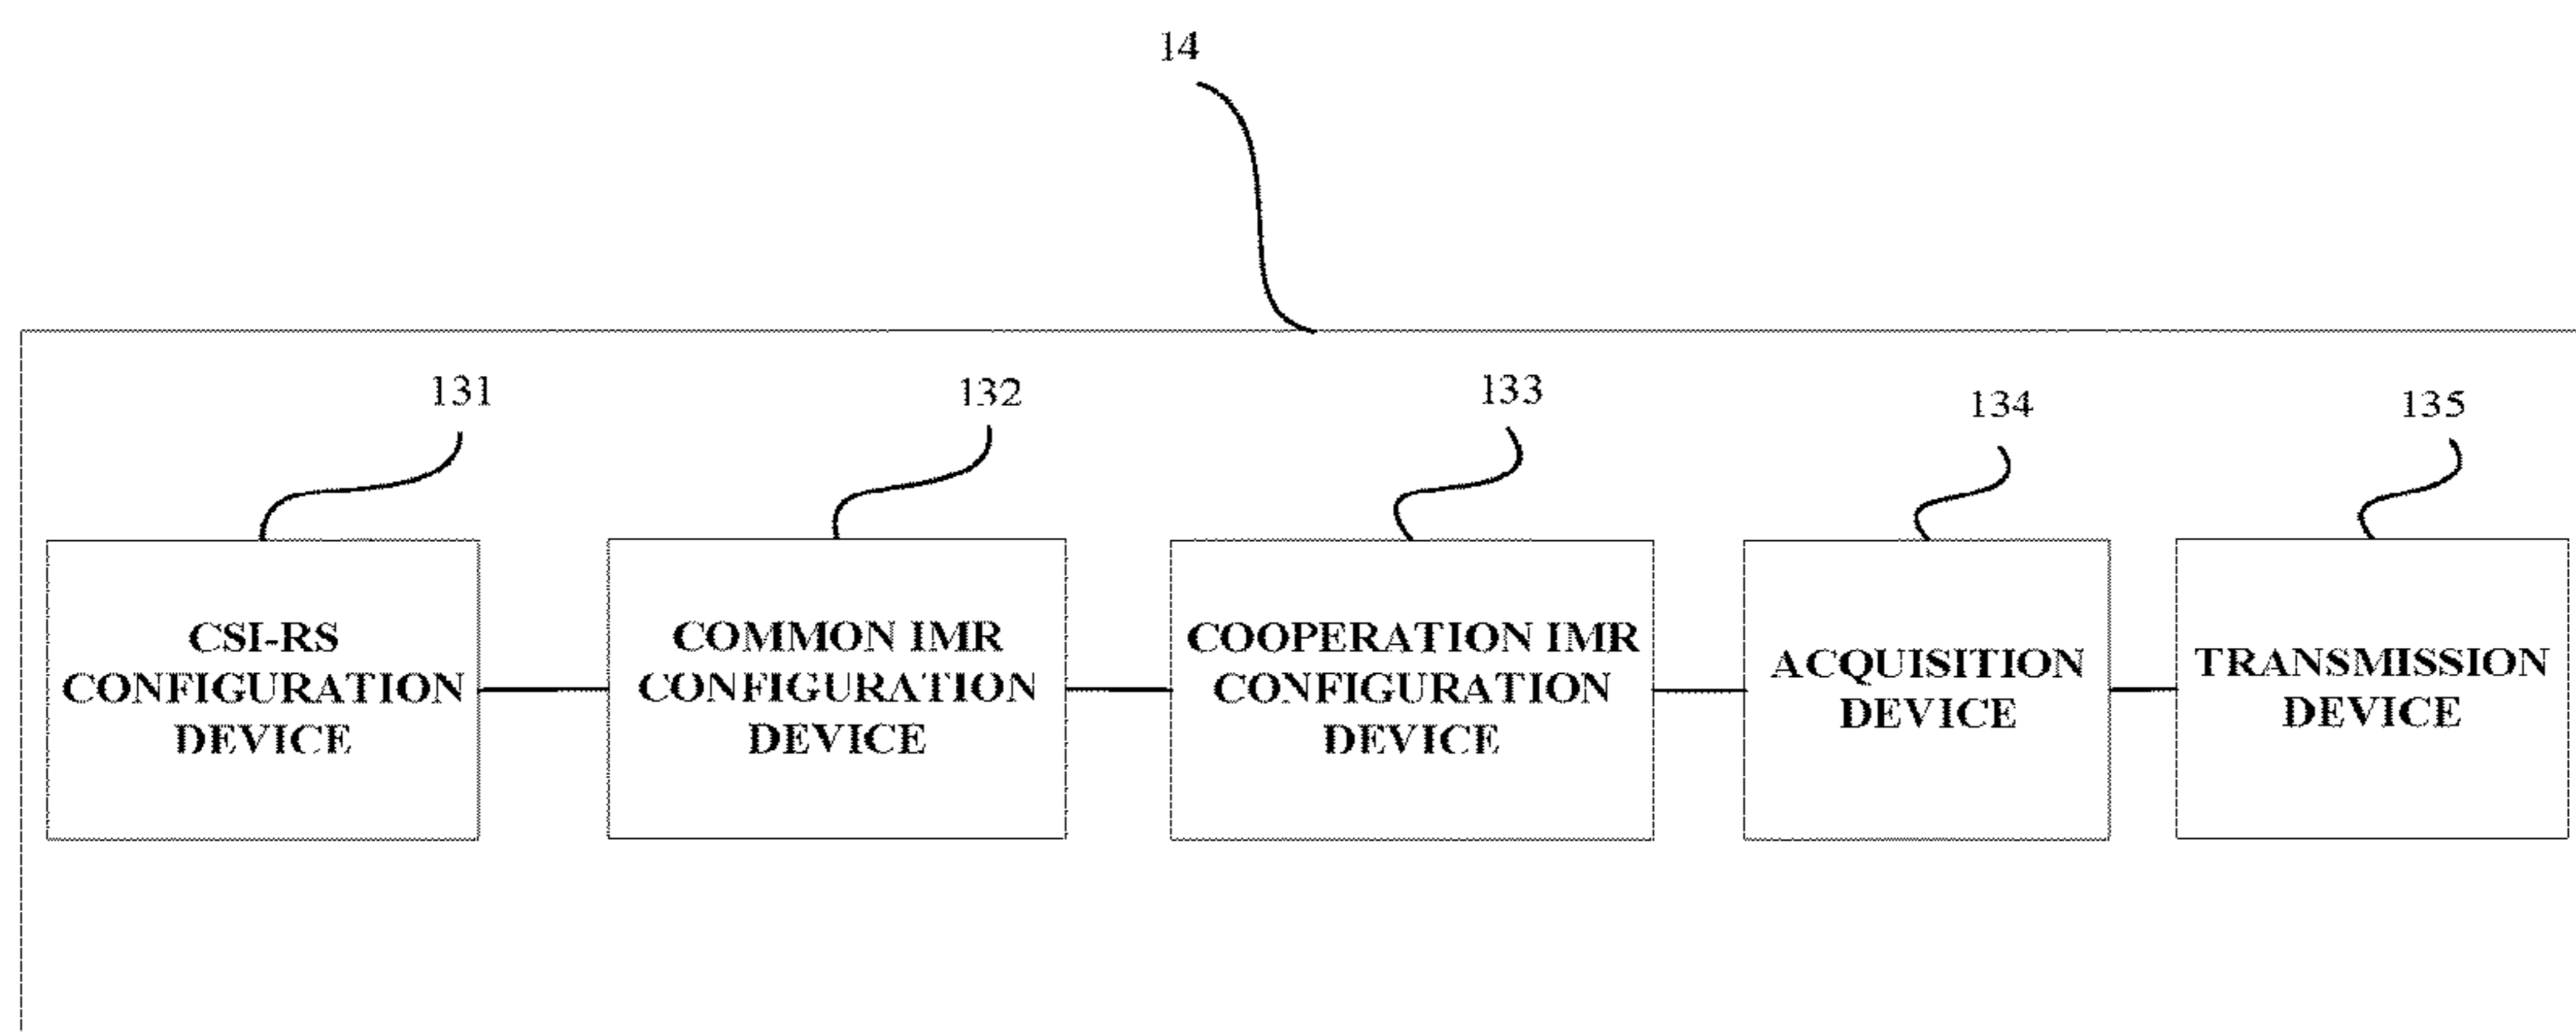 14
131
132
133
134
135
CSI-RS
CONFIGURATION
DEVICE
COMMON IMR
CONFIGURATION
DEVICE
COOPERATION IMR
CONFIGURATION
DEVICE
ACQUISITION
DEVICE
TRANSMISSION
DEVICE